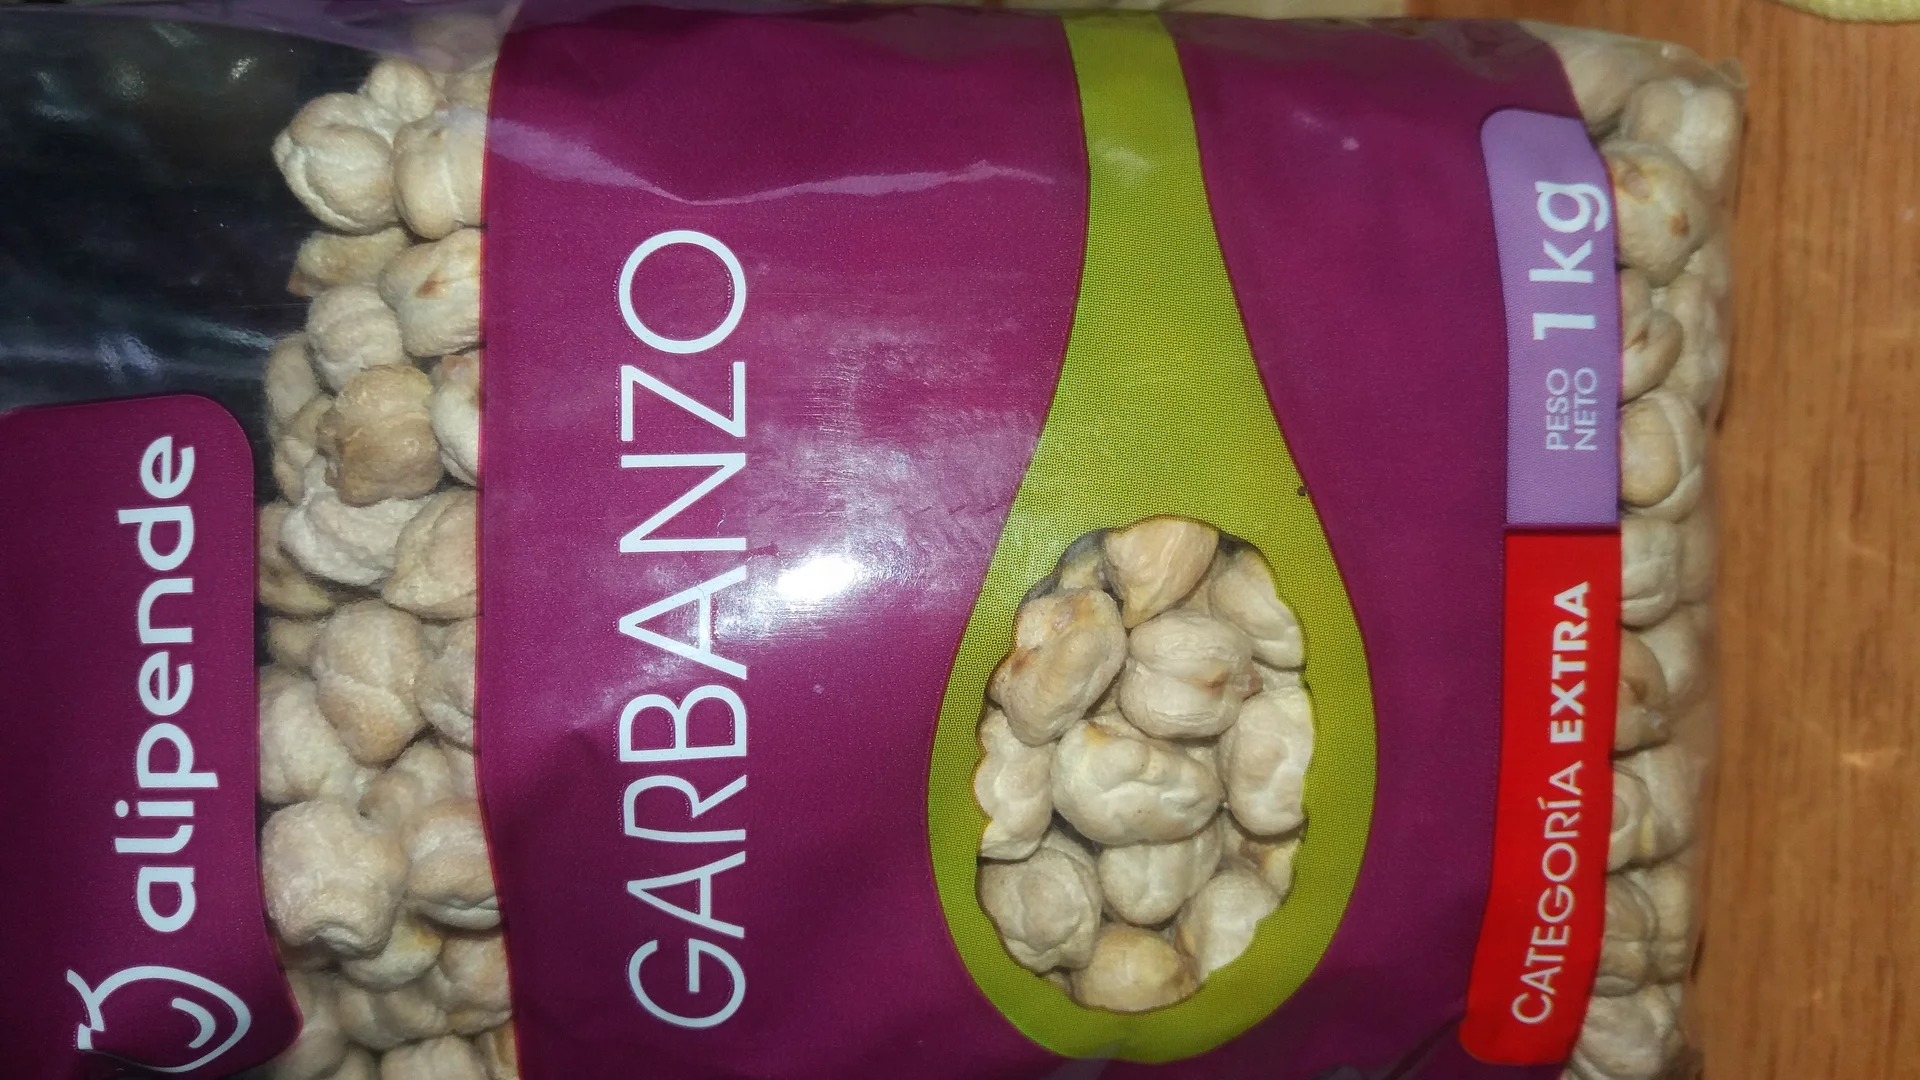 alipende
GARBANZO
PESO
NETO
1 kg
CATEGORÍA EXTRA